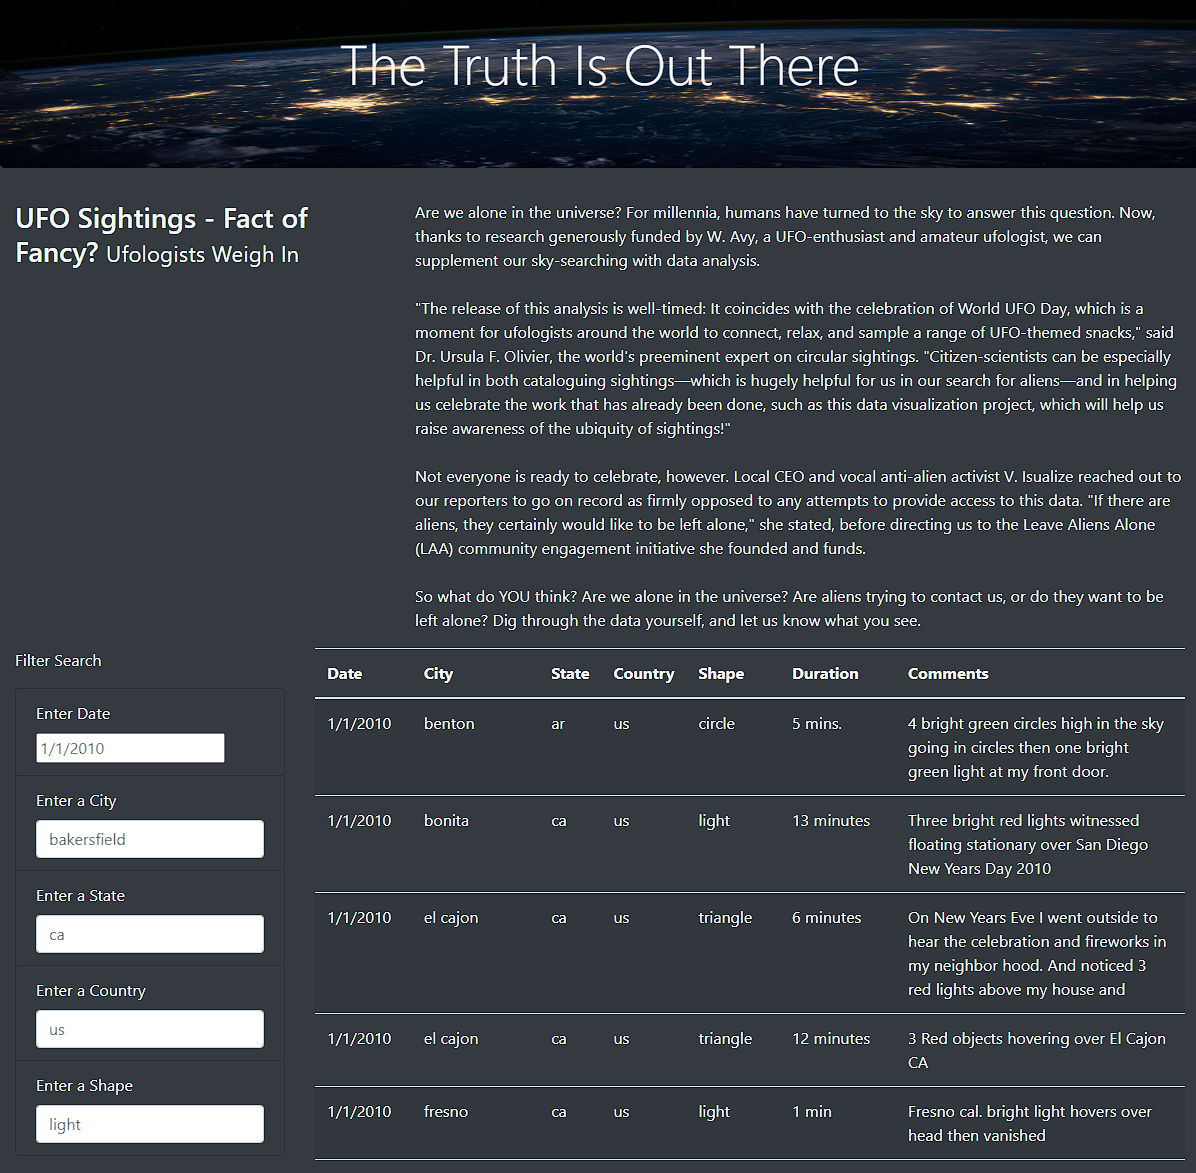 The Truth Is Out There
UFO Sightings - Fact of
Fancy? Ufologists Weigh In
Are we alone in the universe? For millennia, humans have turned to the sky to answer this question. Now,
thanks to research generously funded by W. Avy, a UFO-enthusiast and amateur ufologist, we can
supplement our sky-searching with data analysis.
"The release of this analysis is well-timed: It coincides with the celebration of World UFO Day, which is a
moment for ufologists around the world to connect, relax, and sample a range of UFO-themed snacks," said
Dr. Ursula F. Olivier, the world's preeminent expert on circular sightings. "Citizen-scientists can be especially
helpful in both cataloguing sightings—which is hugely helpful for us in our search for aliens—and in helping
us celebrate the work that has already been done, such as this data visualization project, which will help us
raise awareness of the ubiquity of sightings!"
Not everyone is ready to celebrate, however. Local CEO and vocal anti-alien activist V. Isualize reached out to
our reporters to go on record as firmly opposed to any attempts to provide access to this data. "If there are
aliens, they certainly would like to be left alone," she stated, before directing us to the Leave Aliens Alone
(LAA) community engagement initiative she founded and funds.
So what do YOU think? Are we alone in the universe? Are aliens trying to contact us, or do they want to be
left alone? Dig through the data yourself, and let us know what you see.
Filter Search
Enter Date
1/1/2010
Enter a City
bakersfield
Enter a State
ca
Enter a Country
us
Enter a Shape
light
Date City State Country Shape Duration Comments
1/1/2010 benton ar us circle 5 mins. 4 bright green circles high in the sky
going in circles then one bright
green light at my front door.
1/1/2010 bonita ca us light 13 minutes Three bright red lights witnessed
floating stationary over San Diego
New Years Day 2010
1/1/2010 el cajon ca us triangle 6 minutes On New Years Eve I went outside to
hear the celebration and fireworks in
my neighbor hood. And noticed 3
red lights above my house and
1/1/2010 el cajon ca us triangle 12 minutes 3 Red objects hovering over El Cajon
CA
1/1/2010 fresno ca us light 1 min Fresno cal. bright light hovers over
head then vanished